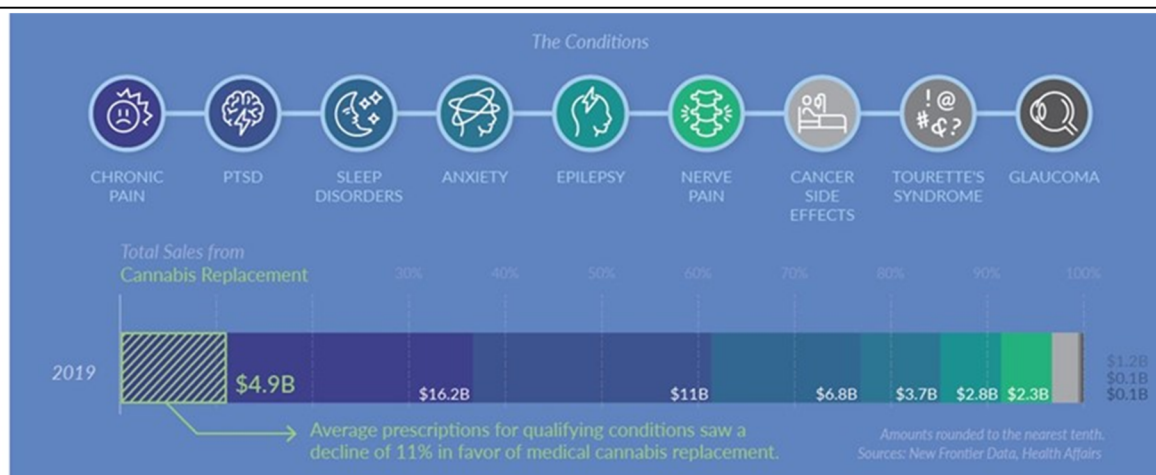 The Conditions
! @
# & ?
CHRONIC
PAIN
PTSD
SLEEP
DISORDERS
ANXIETY
EPILEPSY
NERVE
PAIN
CANCER
SIDE
EFFECTS
TOURETTE'S
SYNDROME
GLAUCOMA
Total Sales from
Cannabis Replacement
30% 40% 50% 60% 70% 80% 90% 100%
2019
$4.9B $16.2B $11B $6.8B $3.7B $2.8B $2.3B
$1.2B
$0.1B
$0.1B
Average prescriptions for qualifying conditions saw a
decline of 11% in favor of medical cannabis replacement.
Amounts rounded to the nearest tenth.
Sources: New Frontier Data, Health Affairs